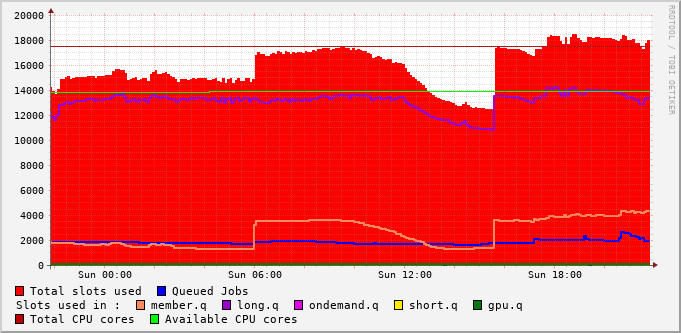 20000
18000
16000
14000
12000
10000
8000
6000
4000
2000
0
Sun 00:00 Sun 06:00 Sun 12:00 Sun 18:00
Total slots used Queued Jobs
Slots used in : member.q long.q ondemand.q short.q gpu.q
Total CPU cores Available CPU cores
RRDTOOL / TOBI OETIKER